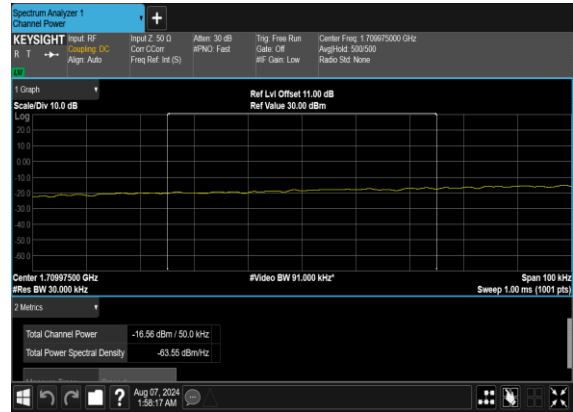 Spectrum Analyzer 1
Channel Power
KEYSIGHT Input: RF Input Z: 50 Ω Atten: 30 dB Trig: Free Run Center Freq: 1.709975000 GHz
R T Coupling: DC Corr CCorr #PNO: Fast Gate: Off Avg|Hold: 500/500
Align: Auto Freq Ref: Int (S) #IF Gain: Low Radio Std: None
LXI
1 Graph Ref Lvl Offset 11.00 dB
Scale/Div 10.0 dB Ref Value 30.00 dBm
Log
20.0
10.0
0.00
-10.0
-20.0
-30.0
-40.0
-50.0
-60.0
Center 1.70997500 GHz #Video BW 91.000 kHz* Span 100 kHz
#Res BW 30.000 kHz Sweep 1.00 ms (1001 pts)
2 Metrics
Total Channel Power -16.56 dBm / 50.0 kHz
Total Power Spectral Density -63.55 dBm/Hz
Aug 07, 2024
1:58:17 AM